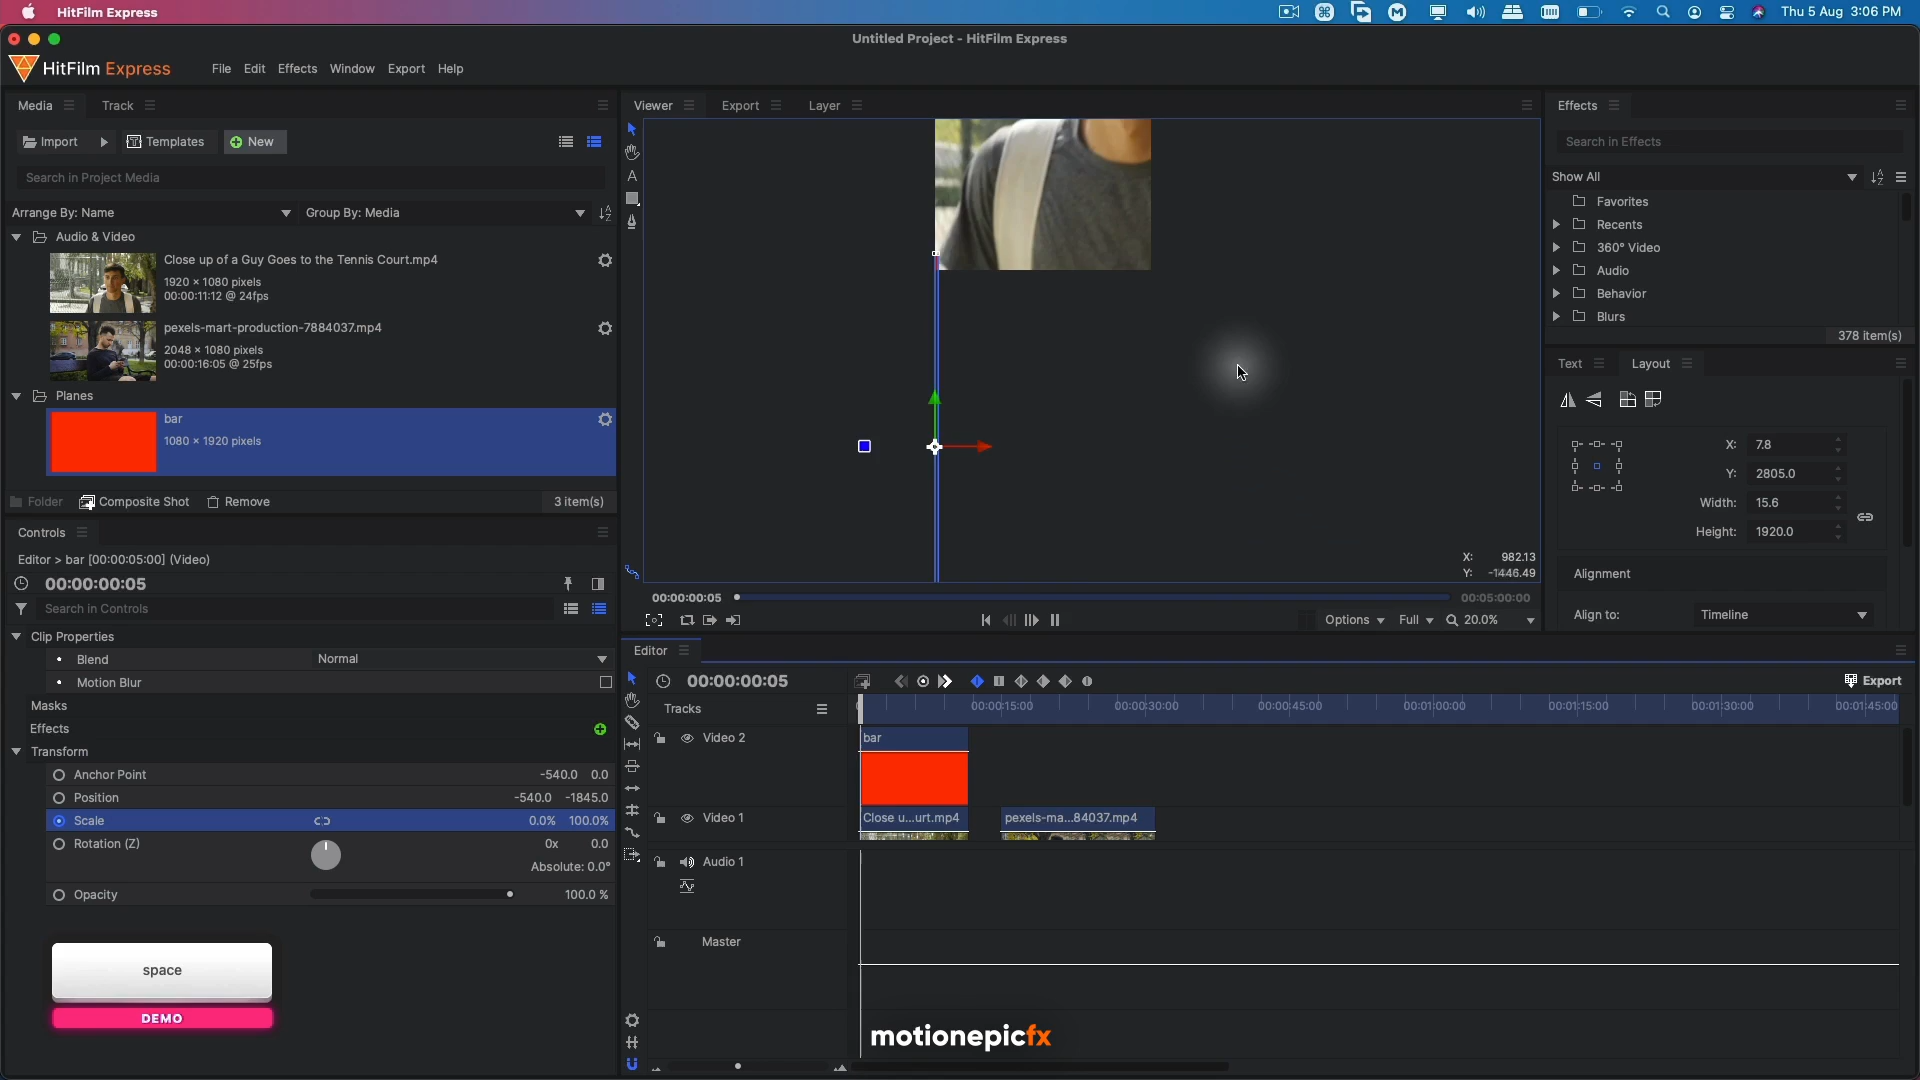 HitFilm Express
Thu 5 Aug 3:06 PM
Untitled Project - HitFilm Express
HitFilm Express
File Edit Effects Window Export Help
Media
Track
Import
Templates
New
Search in Project Media
Arrange By: Name
Group By: Media
Audio & Video
Close up of a Guy Goes to the Tennis Court.mp4
1920 × 1080 pixels
00:00:11:12 @ 24fps
pexels-mart-production-7884037.mp4
2048 × 1080 pixels
00:00:16:05 @ 25fps
Planes
bar
1080 × 1920 pixels
Folder
Composite Shot
Remove
3 item(s)
Controls
Editor > bar [00:00:05:00] (Video)
00:00:00:05
Search in Controls
Clip Properties
Blend
Normal
Motion Blur
Masks
Effects
Transform
Anchor Point
-540.0 0.0
Position
-540.0 -1845.0
Scale
0.0% 100.0%
Rotation (Z)
0x 0.0
Absolute: 0.0°
Opacity
100.0 %
space
DEMO
Viewer
Export
Layer
X: 982.13
Y: -1446.49
00:00:00:05
00:05:00:00
Options
Full
20.0%
Editor
00:00:00:05
Export
Tracks
00:00:15:00
00:00:30:00
00:00:45:00
00:01:00:00
00:01:15:00
00:01:30:00
00:01:45:00
Video 2
bar
Video 1
Close u...urt.mp4
pexels-ma...84037.mp4
Audio 1
Master
motionepicfx
Effects
Search in Effects
Show All
Favorites
Recents
360° Video
Audio
Behavior
Blurs
378 item(s)
Text
Layout
X: 7.8
Y: 2805.0
Width: 15.6
Height: 1920.0
Alignment
Align to:
Timeline